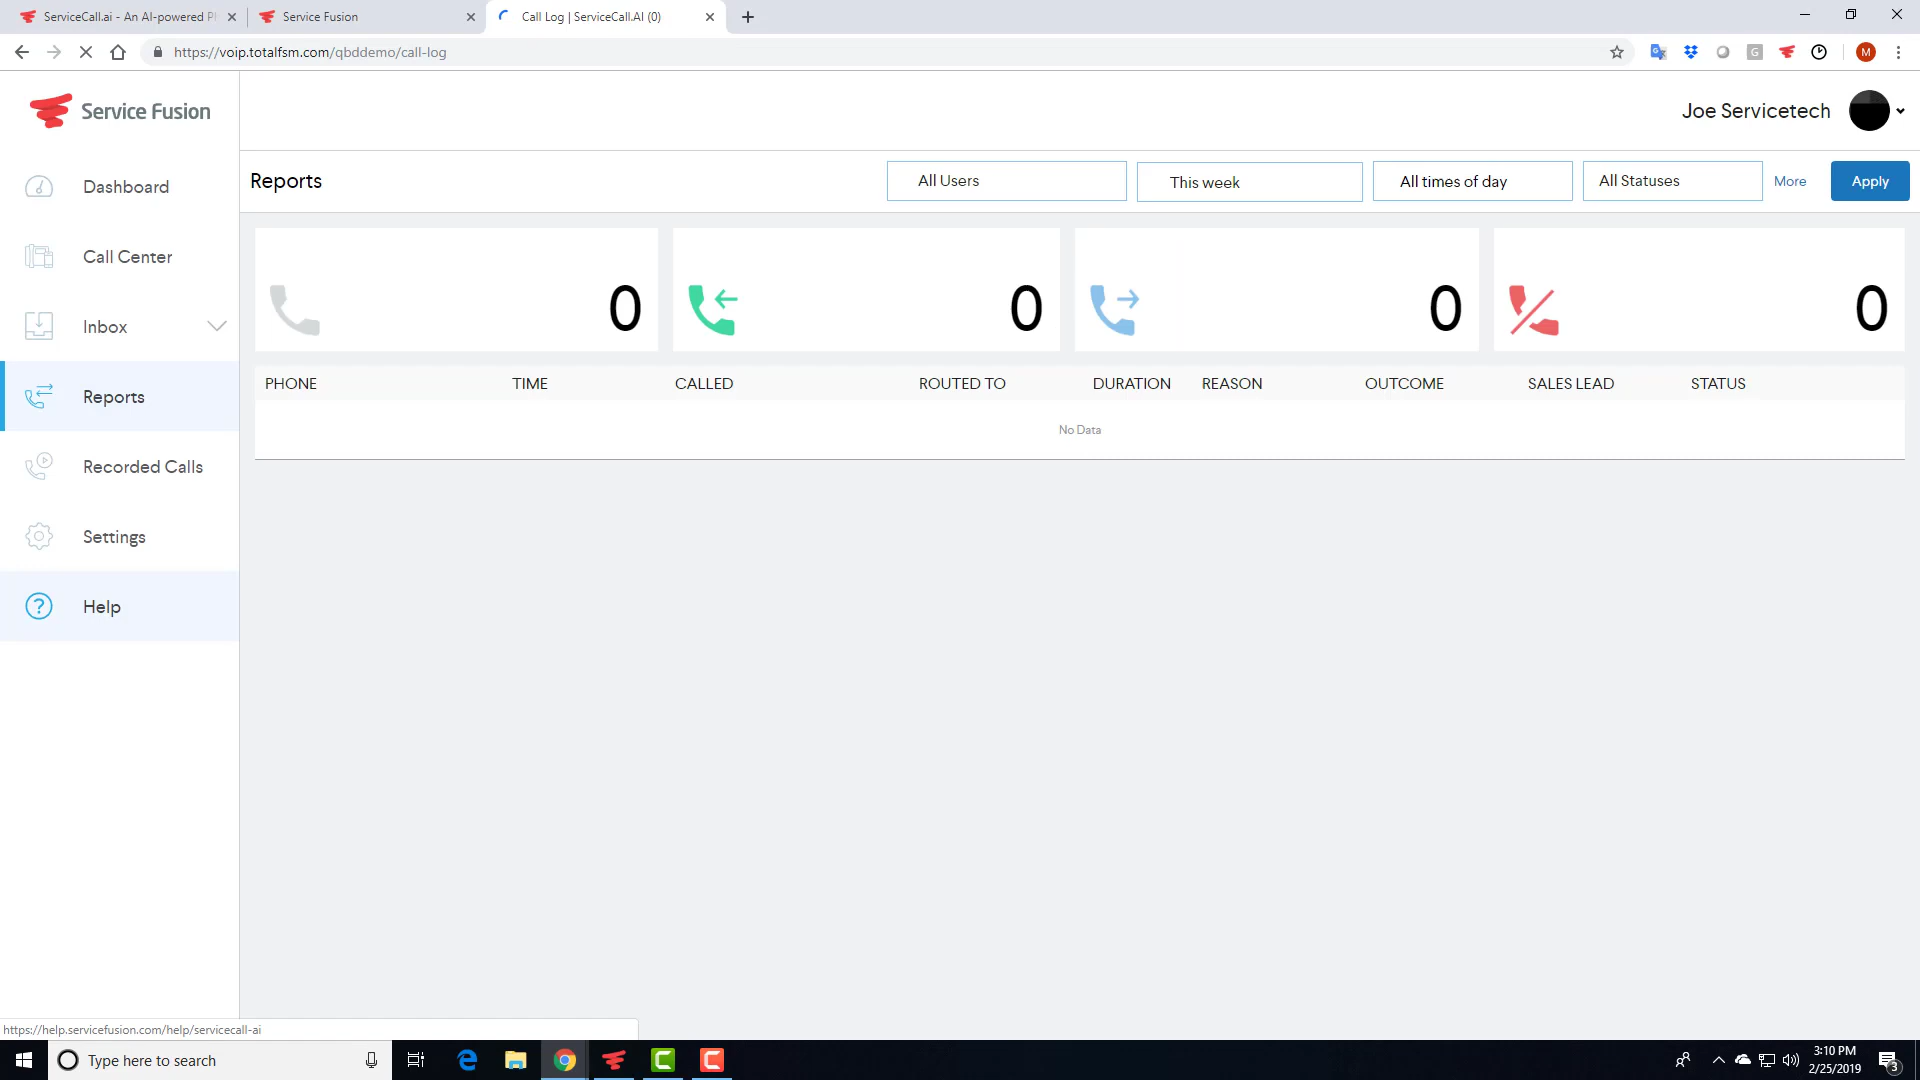 ServiceCall.ai - An AI-powered Pl
Service Fusion
Call Log | ServiceCall.AI (0)
https://voip.totalfsm.com/qbddemo/call-log
G
M
Service Fusion
Joe Servicetech
Dashboard
Call Center
Inbox
Reports
Recorded Calls
Settings
Help
Reports
All Users
This week
All times of day
All Statuses
More
Apply
0
0
0
0
PHONE TIME CALLED ROUTED TO DURATION REASON OUTCOME SALES LEAD STATUS
No Data
https://help.servicefusion.com/help/servicecall-ai
Type here to search
3:10 PM
2/25/2019
3